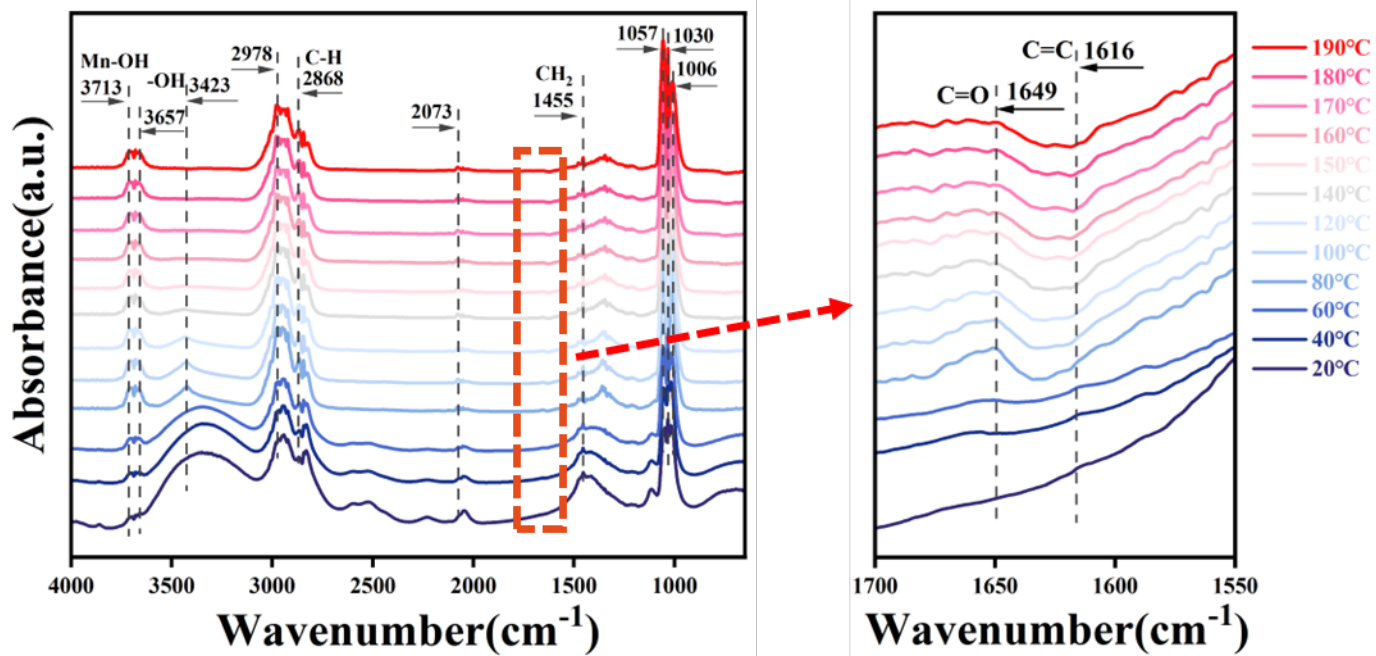 Absorbance(a.u.)
Mn-OH
3713
-OH
3423
3657
2978
C-H
2868
2073
CH₂
1455
1057
1030
1006
4000
3500
3000
2500
2000
1500
1000
Wavenumber(cm⁻¹)
C=C
1616
C=O
1649
1700
1650
1600
1550
Wavenumber(cm⁻¹)
190°C
180°C
170°C
160°C
150°C
140°C
120°C
100°C
80°C
60°C
40°C
20°C